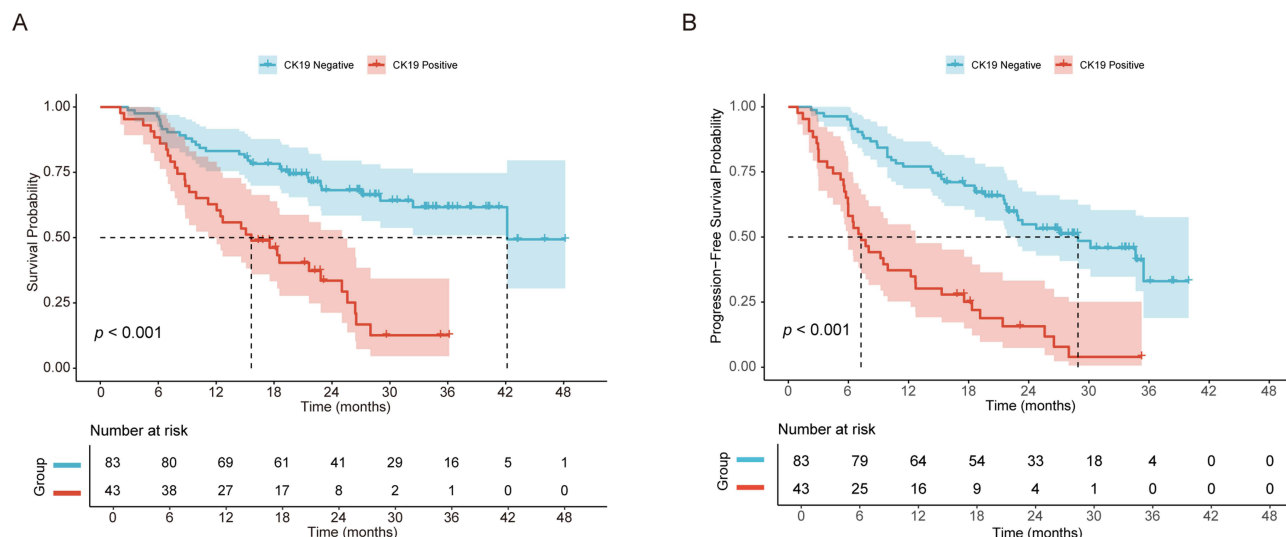 A
CK19 Negative CK19 Positive
1.00
0.75
0.50
0.25
0.00
Survival Probability
p < 0.001
0 6 12 18 24 30 36 42 48
Time (months)
Number at risk
Group
83 80 69 61 41 29 16 5 1
43 38 27 17 8 2 1 0 0
0 6 12 18 24 30 36 42 48
Time (months)
B
CK19 Negative CK19 Positive
1.00
0.75
0.50
0.25
0.00
Progression-Free Survival Probability
p < 0.001
0 6 12 18 24 30 36 42 48
Time (months)
Number at risk
Group
83 79 64 54 33 18 4 0 0
43 25 16 9 4 1 0 0 0
0 6 12 18 24 30 36 42 48
Time (months)